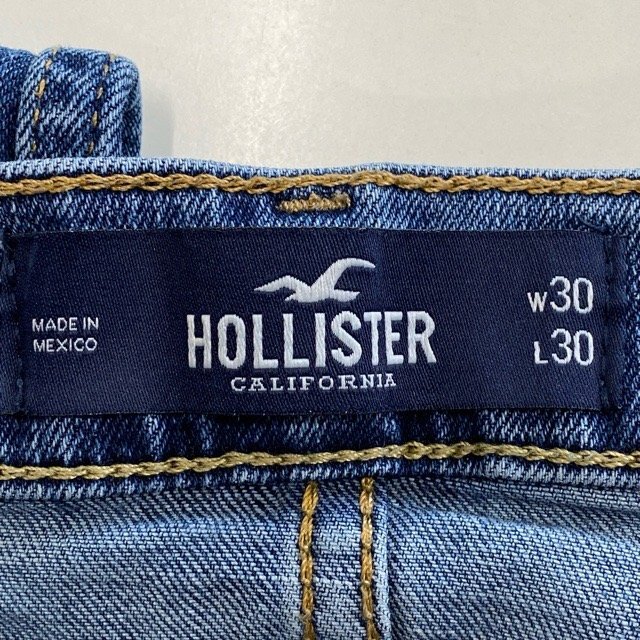 MADE IN
MEXICO
HOLLISTER
CALIFORNIA
W30
L30